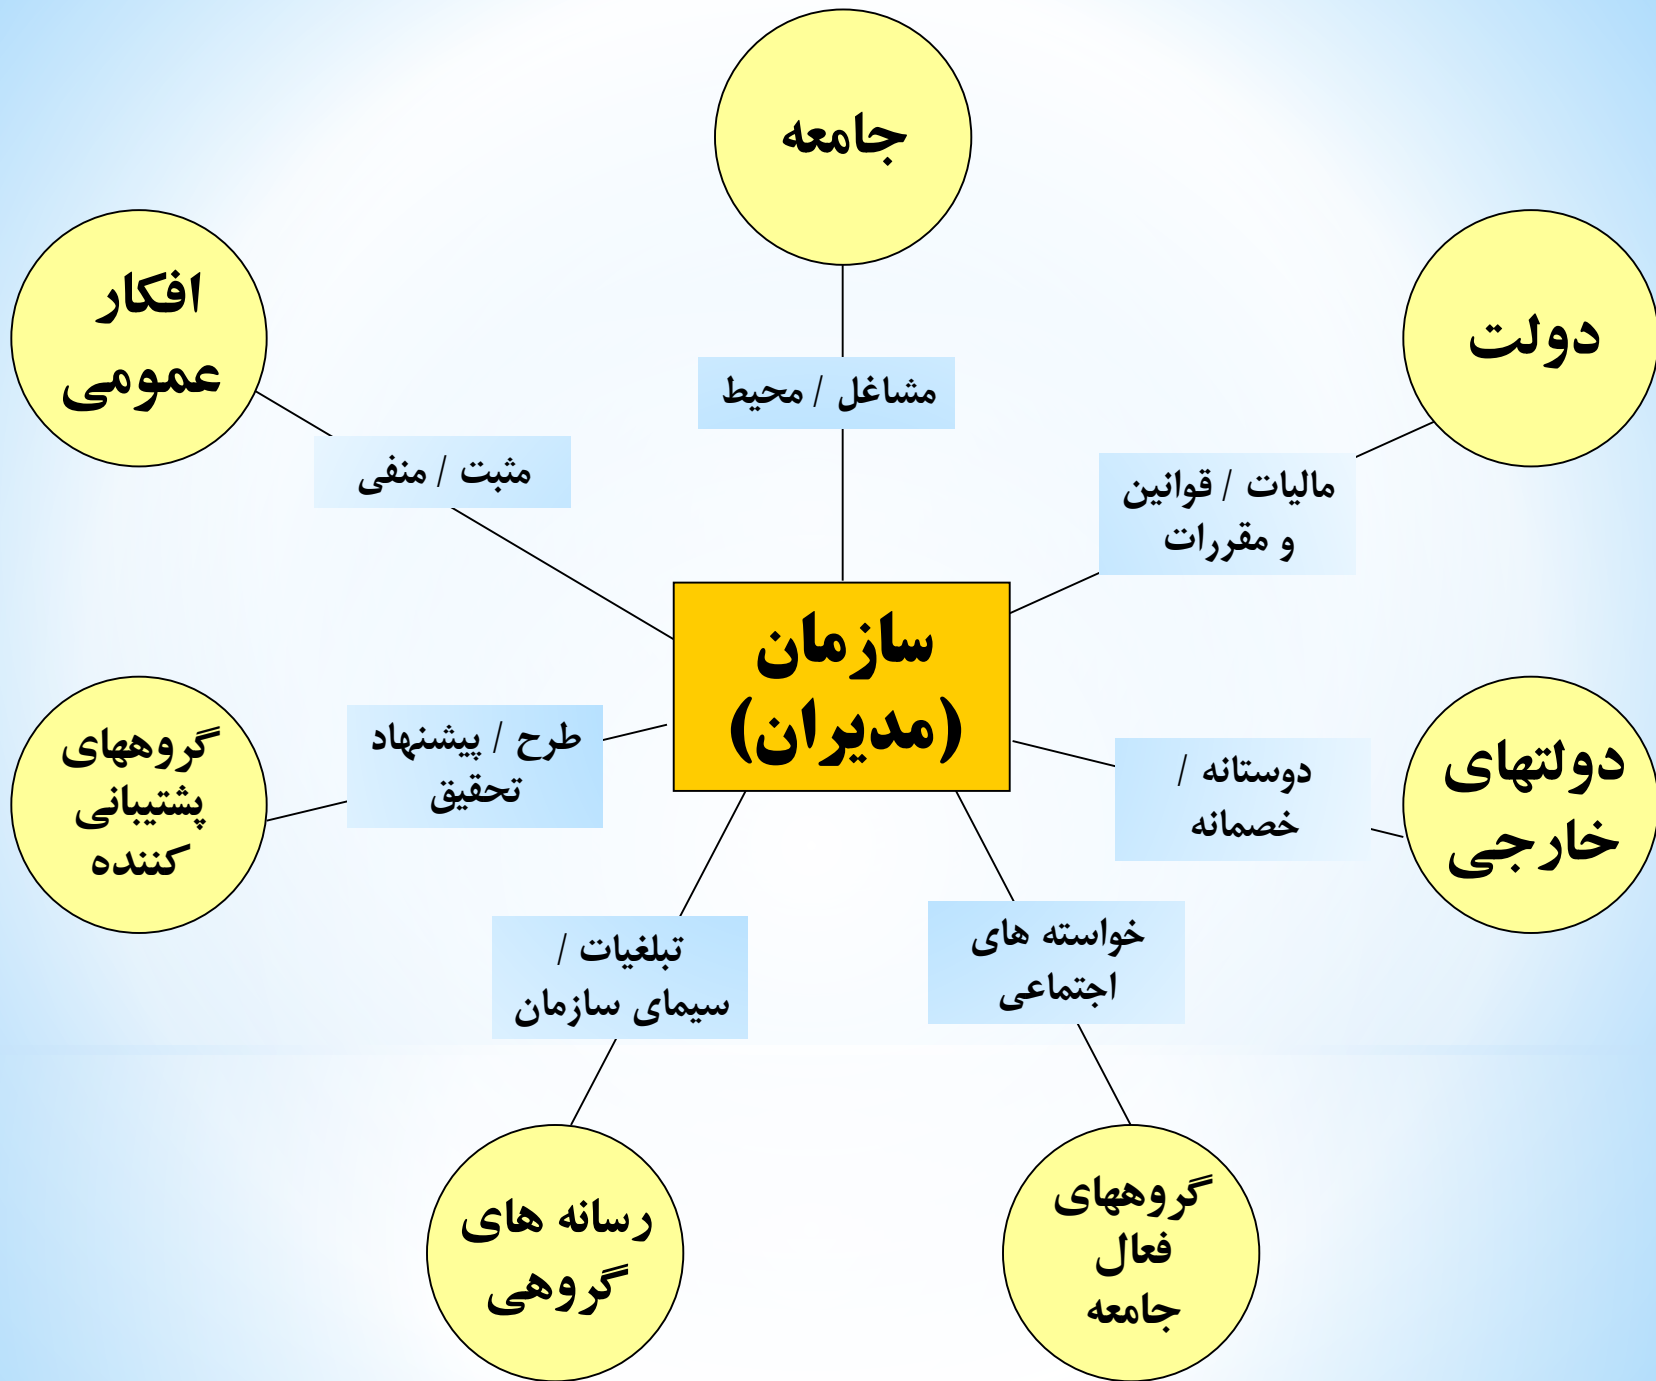 جامعه
دولت
افکار
عمومی
مشاغل / محیط
مالیات / قوانین
و مقررات
مثبت / منفی
سازمان
(مدیران)
دولتهای
خارجی
دوستانه /
خصمانه
طرح / پیشنهاد
تحقیق
گروههای
پشتیبانی
کننده
خواسته های
اجتماعی
تبلغیات /
سیمای سازمان
گروههای
فعال
جامعه
رسانه های
گروهی